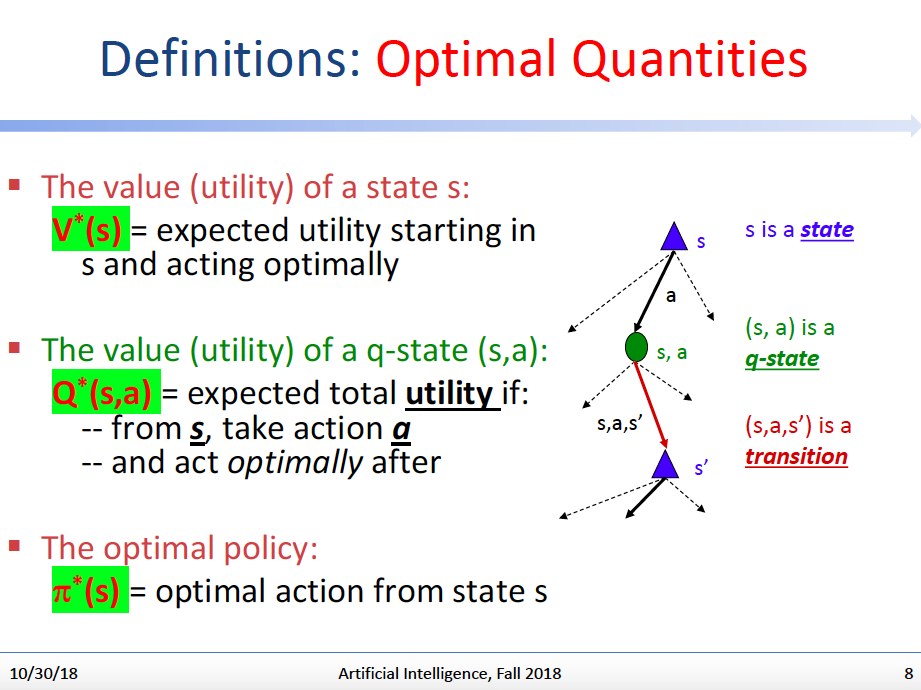 Definitions: Optimal Quantities
▪ The value (utility) of a state s:
V*(s) = expected utility starting in
s and acting optimally
▪ The value (utility) of a q-state (s,a):
Q*(s,a) = expected total utility if:
-- from s, take action a
-- and act optimally after
▪ The optimal policy:
π*(s) = optimal action from state s
s
a
s, a
s,a,s’
s’
s is a state
(s, a) is a
q-state
(s,a,s’) is a
transition
10/30/18
Artificial Intelligence, Fall 2018
8